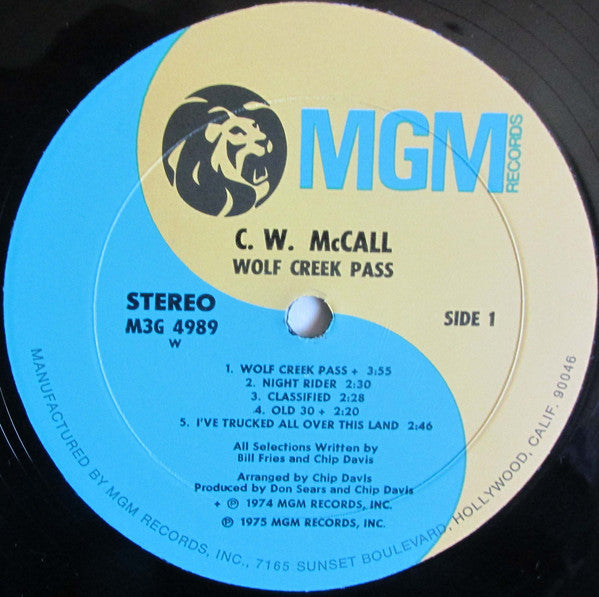 MGM
RECORDS
C. W. McCALL
WOLF CREEK PASS
STEREO
M3G 4989
W
SIDE 1
1. WOLF CREEK PASS + 3:55
2. NIGHT RIDER 2:30
3. CLASSIFIED 2:28
4. OLD 30 + 2:20
5. I'VE TRUCKED ALL OVER THIS LAND 2:46
All Selections Written by
Bill Fries and Chip Davis
Arranged by Chip Davis
Produced by Don Sears and Chip Davis
+ ℗ 1974 MGM RECORDS, INC.
℗ 1975 MGM RECORDS, INC.
MANUFACTURED BY MGM RECORDS, INC., 7165 SUNSET BOULEVARD, HOLLYWOOD, CALIF. 90046